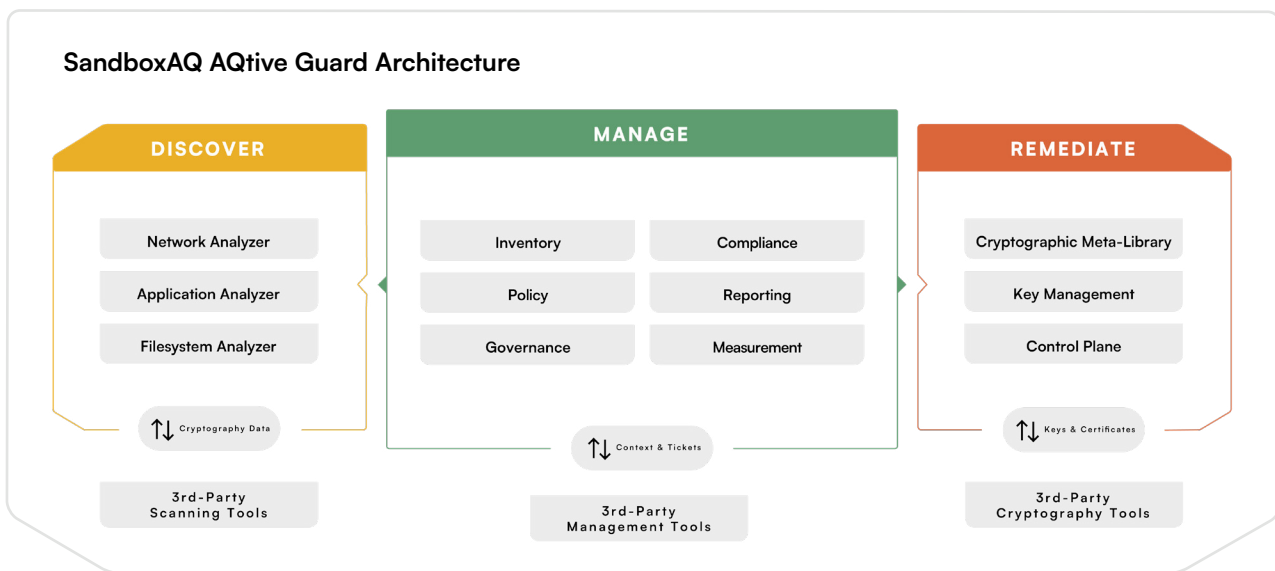 SandboxAQ AQtive Guard Architecture
DISCOVER
Network Analyzer
Application Analyzer
Filesystem Analyzer
Cryptography Data
3rd-Party
Scanning Tools
MANAGE
Inventory
Compliance
Policy
Reporting
Governance
Measurement
Context & Tickets
3rd-Party
Management Tools
REMEDIATE
Cryptographic Meta-Library
Key Management
Control Plane
Keys & Certificates
3rd-Party
Cryptography Tools